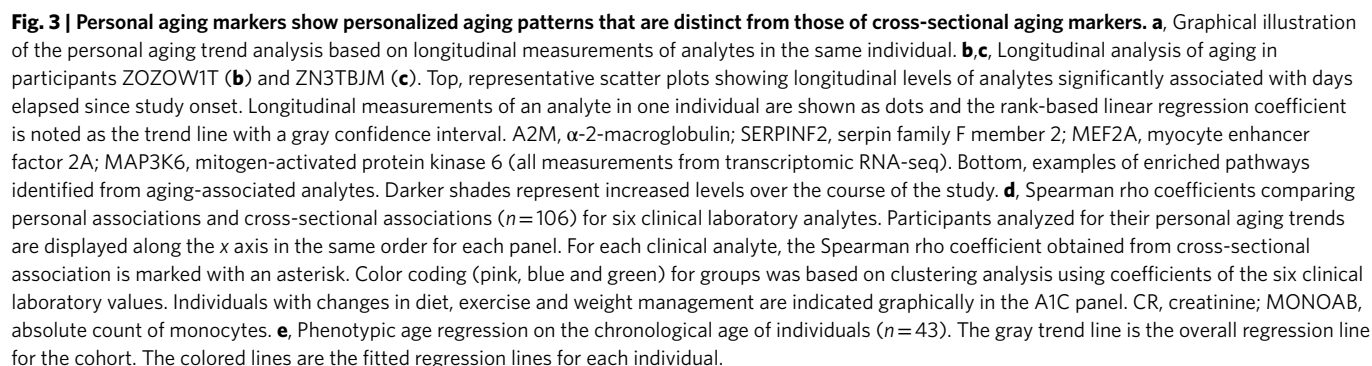 Fig. 3 | Personal aging markers show personalized aging patterns that are distinct from those of cross-sectional aging markers. a, Graphical illustration
of the personal aging trend analysis based on longitudinal measurements of analytes in the same individual. b,c, Longitudinal analysis of aging in
participants ZOZOW1T (b) and ZN3TBJM (c). Top, representative scatter plots showing longitudinal levels of analytes significantly associated with days
elapsed since study onset. Longitudinal measurements of an analyte in one individual are shown as dots and the rank-based linear regression coefficient
is noted as the trend line with a gray confidence interval. A2M, α-2-macroglobulin; SERPINF2, serpin family F member 2; MEF2A, myocyte enhancer
factor 2A; MAP3K6, mitogen-activated protein kinase 6 (all measurements from transcriptomic RNA-seq). Bottom, examples of enriched pathways
identified from aging-associated analytes. Darker shades represent increased levels over the course of the study. d, Spearman rho coefficients comparing
personal associations and cross-sectional associations (n = 106) for six clinical laboratory analytes. Participants analyzed for their personal aging trends
are displayed along the x axis in the same order for each panel. For each clinical analyte, the Spearman rho coefficient obtained from cross-sectional
association is marked with an asterisk. Color coding (pink, blue and green) for groups was based on clustering analysis using coefficients of the six clinical
laboratory values. Individuals with changes in diet, exercise and weight management are indicated graphically in the A1C panel. CR, creatinine; MONOAB,
absolute count of monocytes. e, Phenotypic age regression on the chronological age of individuals (n = 43). The gray trend line is the overall regression line
for the cohort. The colored lines are the fitted regression lines for each individual.